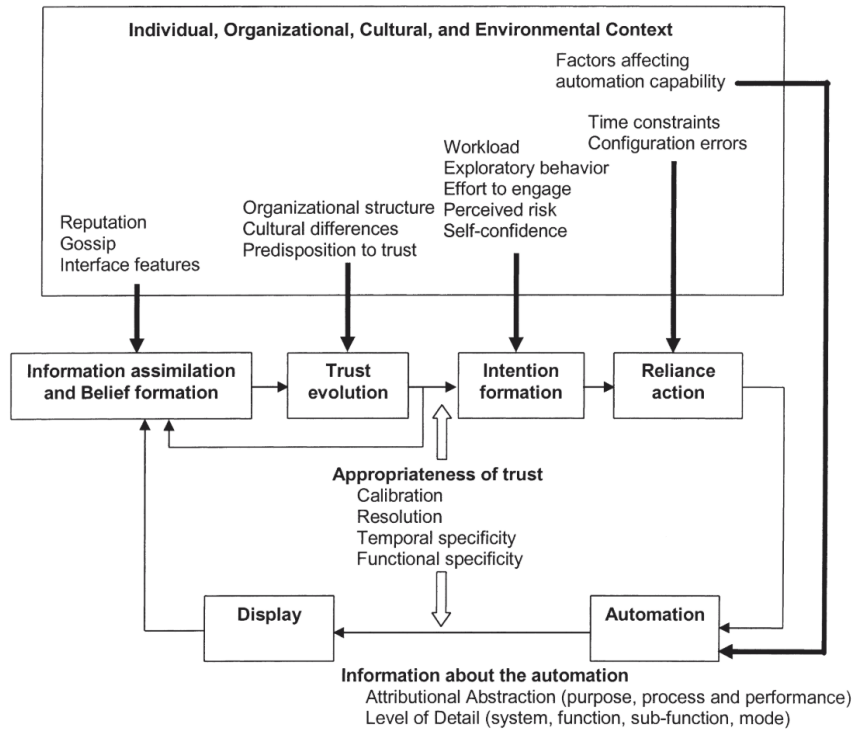 Individual, Organizational, Cultural, and Environmental Context
Factors affecting
automation capability
Time constraints
Configuration errors
Workload
Exploratory behavior
Effort to engage
Perceived risk
Self-confidence
Organizational structure
Cultural differences
Predisposition to trust
Reputation
Gossip
Interface features
Information assimilation
and Belief formation
Trust
evolution
Intention
formation
Reliance
action
Appropriateness of trust
Calibration
Resolution
Temporal specificity
Functional specificity
Display
Automation
Information about the automation
Attributional Abstraction (purpose, process and performance)
Level of Detail (system, function, sub-function, mode)